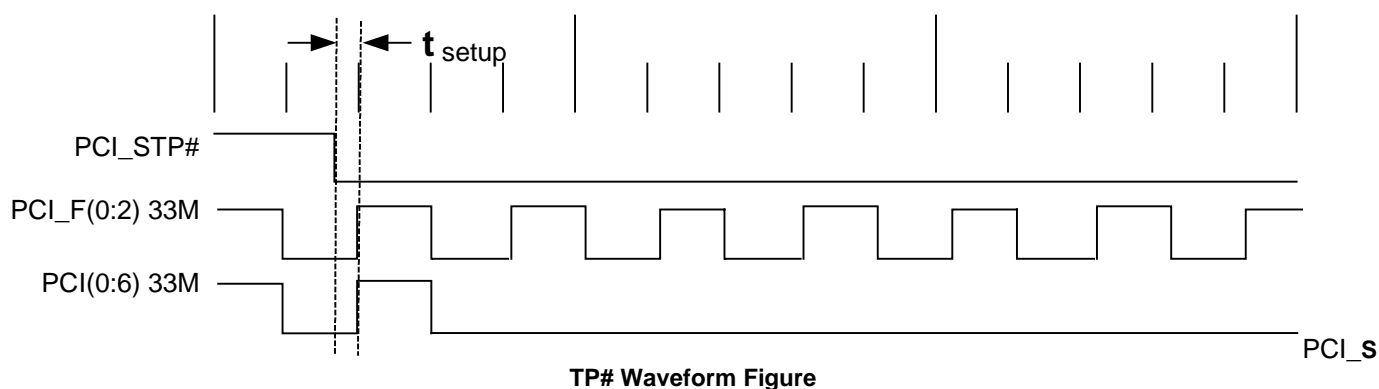 t setup
PCI_STP#
PCI_F(0:2) 33M
PCI(0:6) 33M
PCI_S
TP# Waveform Figure